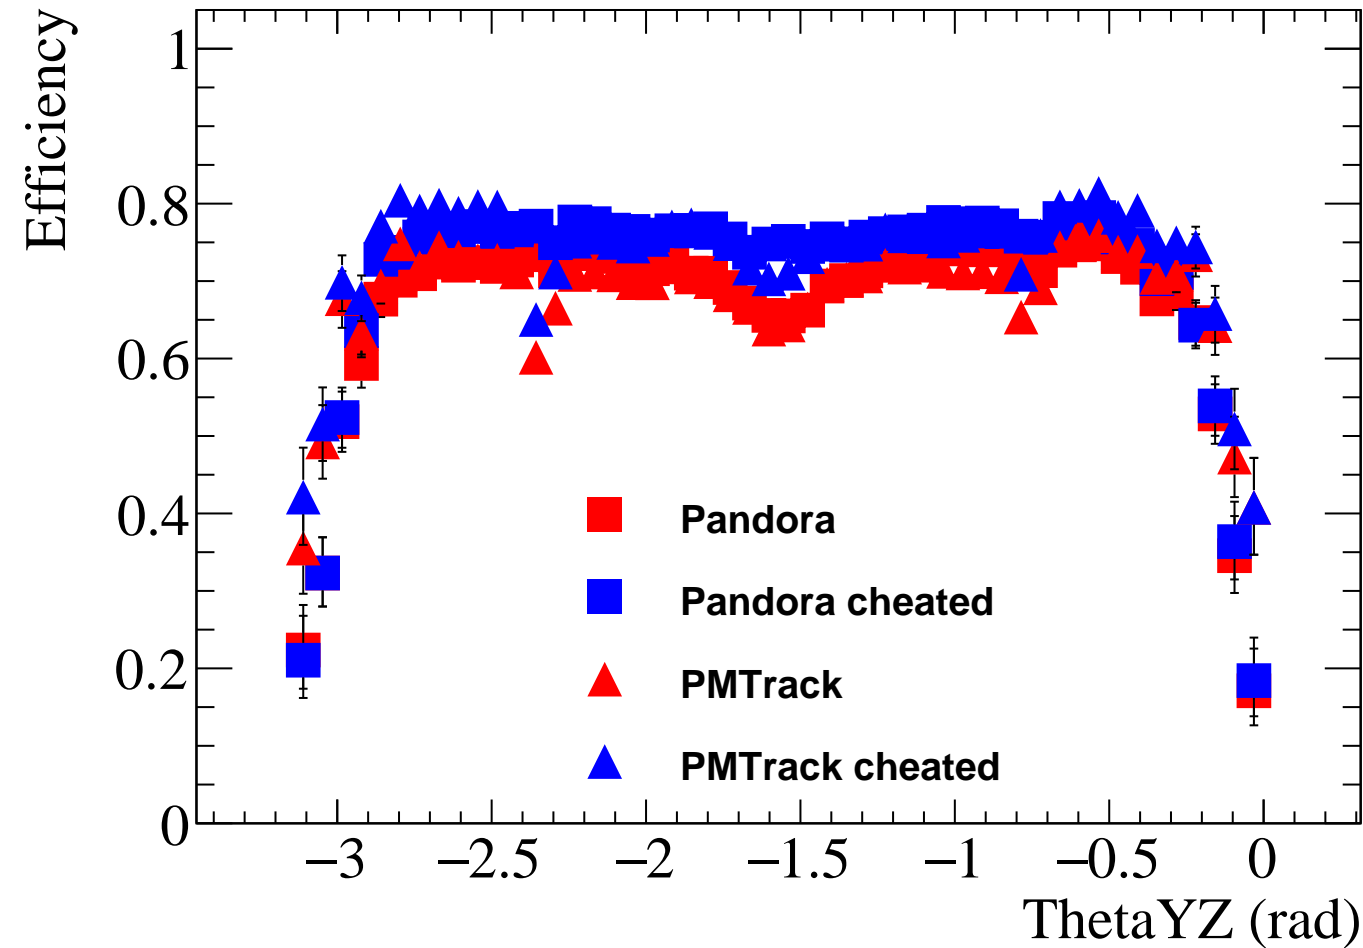 Efficiency
1
0.8
0.6
0.4
0.2
0
Pandora
Pandora cheated
PMTrack
PMTrack cheated
−3 −2.5 −2 −1.5 −1 −0.5 0
ThetaYZ (rad)